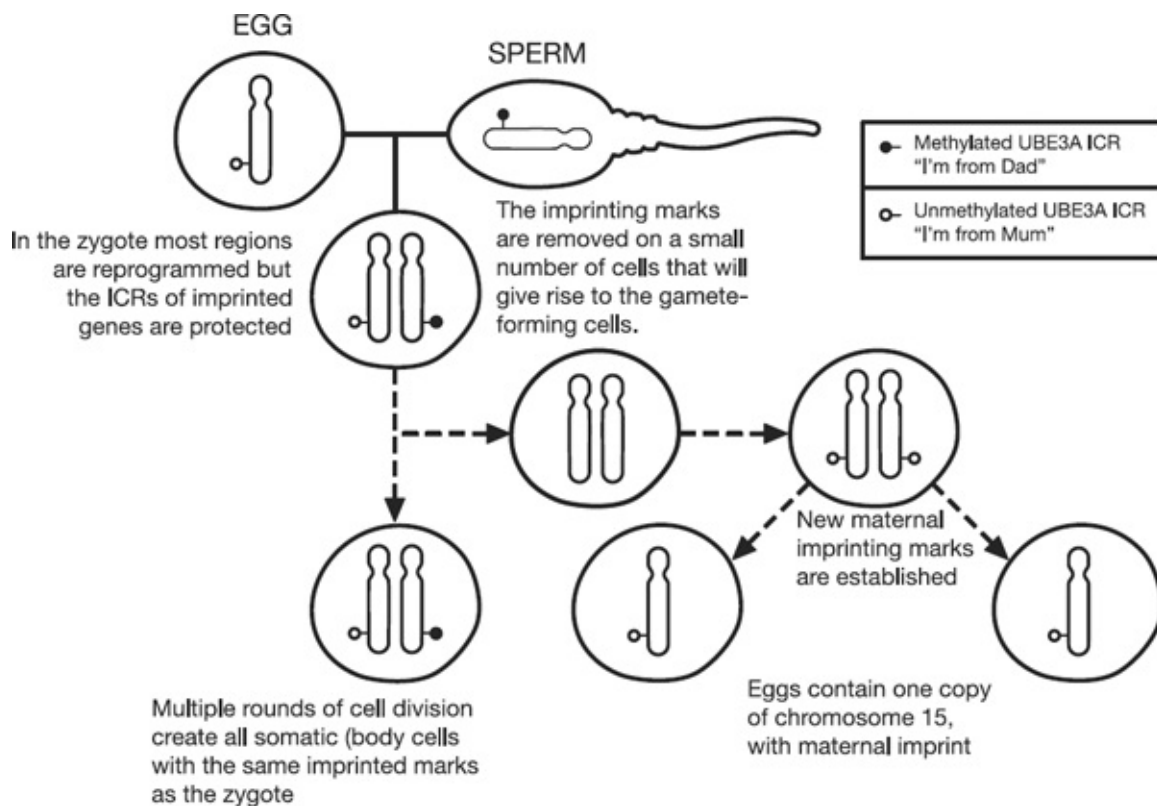 EGG
SPERM
Methylated UBE3A ICR
“I'm from Dad”
Unmethylated UBE3A ICR
“I'm from Mum”
In the zygote most regions
are reprogrammed but
the ICRs of imprinted
genes are protected
The imprinting marks
are removed on a small
number of cells that will
give rise to the gamete-
forming cells.
New maternal
imprinting marks
are established
Multiple rounds of cell division
create all somatic (body cells
with the same imprinted marks
as the zygote
Eggs contain one copy
of chromosome 15,
with maternal imprint